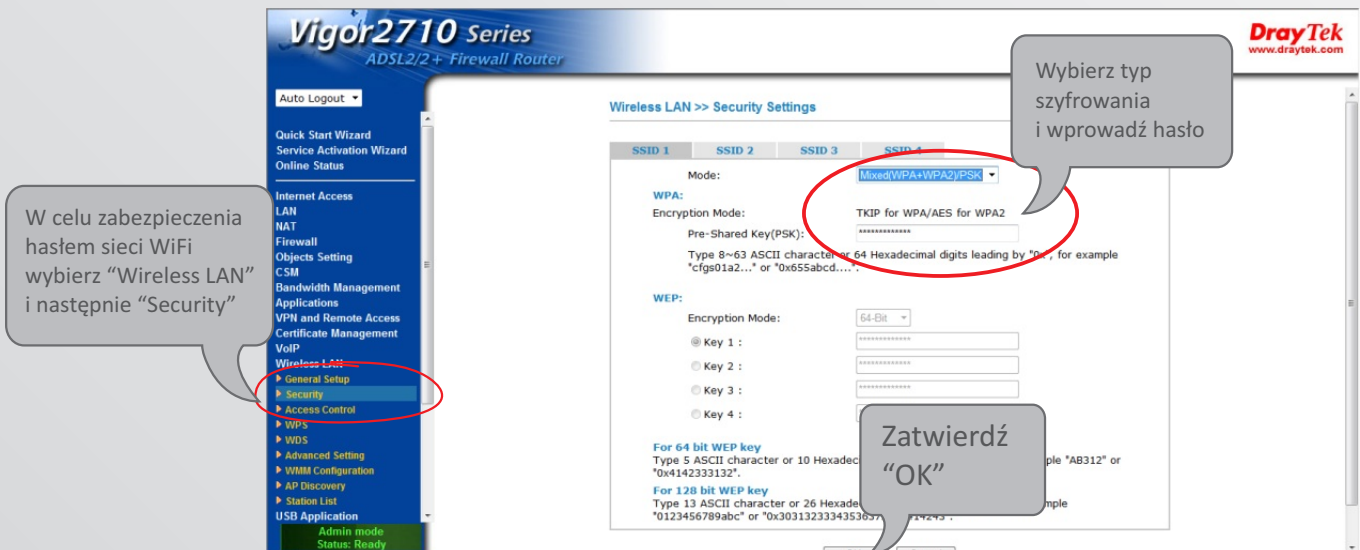 Vigor2710 Series
ADSL2/2+ Firewall Router
DrayTek
www.draytek.com
Auto Logout
Quick Start Wizard
Service Activation Wizard
Online Status
Internet Access
LAN
NAT
Firewall
Objects Setting
CSM
Bandwidth Management
Applications
VPN and Remote Access
Certificate Management
VoIP
Wireless LAN
General Setup
Security
Access Control
WPS
WDS
Advanced Setting
WMM Configuration
AP Discovery
Station List
USB Application
Admin mode
Status: Ready
W celu zabezpieczenia
hasłem sieci WiFi
wybierz “Wireless LAN”
i następnie “Security”
Wireless LAN >> Security Settings
SSID 1 SSID 2 SSID 3 SSID 4
Mode: Mixed(WPA+WPA2)/PSK
WPA:
Encryption Mode: TKIP for WPA/AES for WPA2
Pre-Shared Key(PSK): *************
Type 8~63 ASCII character or 64 Hexadecimal digits leading by "0x", for example
"cfgs01a2..." or "0x655abcd....".
WEP:
Encryption Mode: 64-Bit
Key 1 : *************
Key 2 : *************
Key 3 : *************
Key 4 :
For 64 bit WEP key
Type 5 ASCII character or 10 "AB312" or
"0x4142333132".
For 128 bit WEP key
Type 13 ASCII character or 26
"0123456789abc" or
Wybierz typ
szyfrowania
i wprowadź hasło
Zatwierdź
“OK”